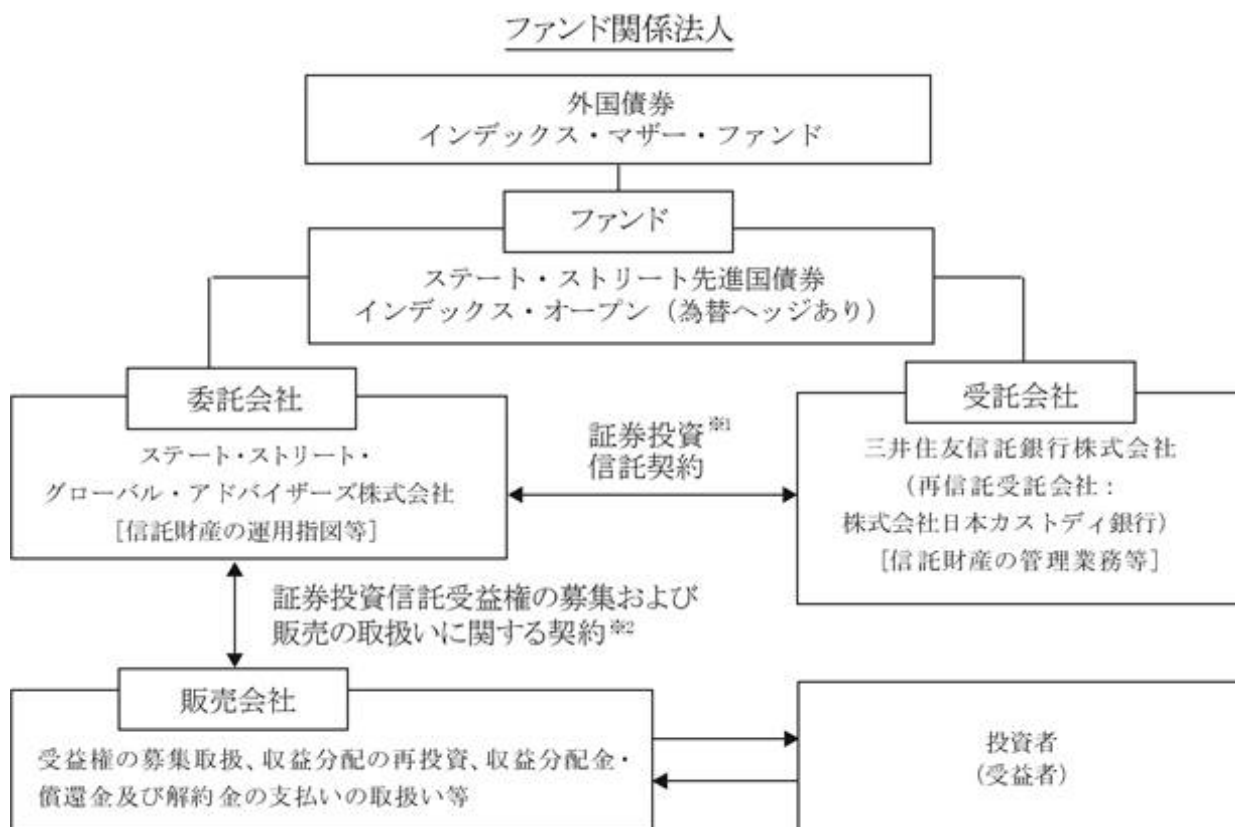 ファンド関係法人
外国債券
インデックス・マザー・ファンド
ファンド
ステート・ストリート先進国債券
インデックス・オープン（為替ヘッジあり）
委託会社
ステート・ストリート・
グローバル・アドバイザーズ株式会社
［信託財産の運用指図等］
証券投資※1
信託契約
受託会社
三井住友信託銀行株式会社
（再信託受託会社：
株式会社日本カストディ銀行）
［信託財産の管理業務等］
証券投資信託受益権の募集および
販売の取扱いに関する契約※2
販売会社
受益権の募集取扱、収益分配の再投資、収益分配金・
償還金及び解約金の支払いの取扱い等
投資者
（受益者）